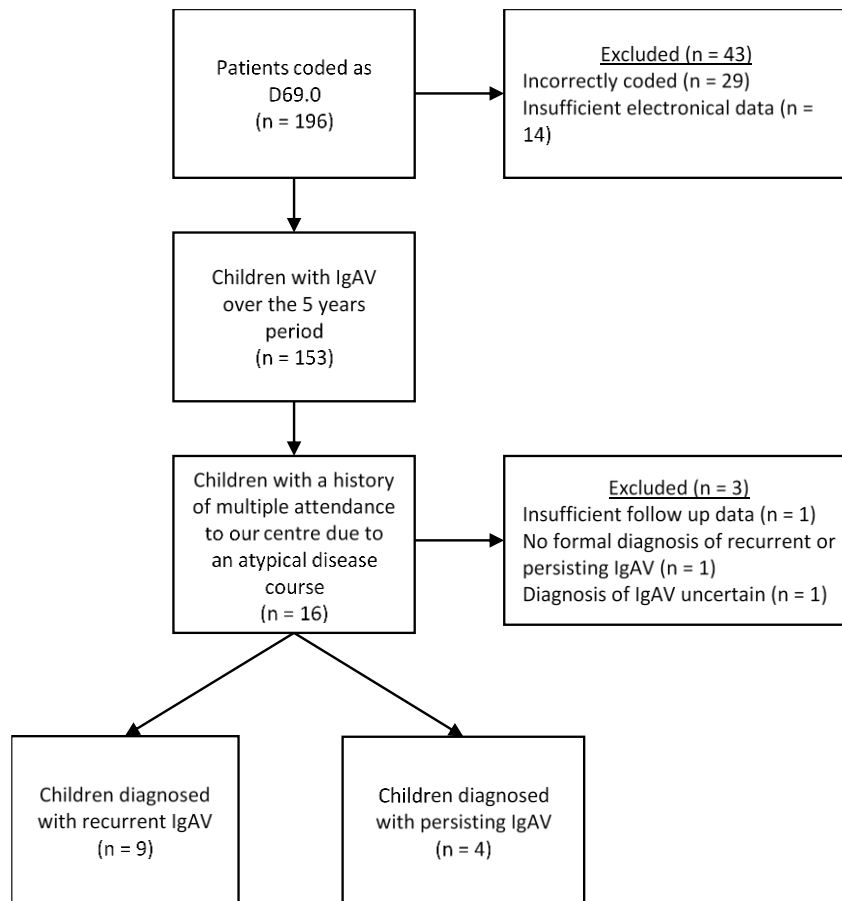 Patients coded as
D69.0
(n = 196)
Excluded (n = 43)
Incorrectly coded (n = 29)
Insufficient electronical data (n =
14)
Children with IgAV
over the 5 years
period
(n = 153)
Children with a history
of multiple attendance
to our centre due to
an atypical disease
course
(n = 16)
Excluded (n = 3)
Insufficient follow up data (n = 1)
No formal diagnosis of recurrent or
persisting IgAV (n = 1)
Diagnosis of IgAV uncertain (n = 1)
Children diagnosed
with recurrent IgAV
(n = 9)
Children diagnosed
with persisting IgAV
(n = 4)